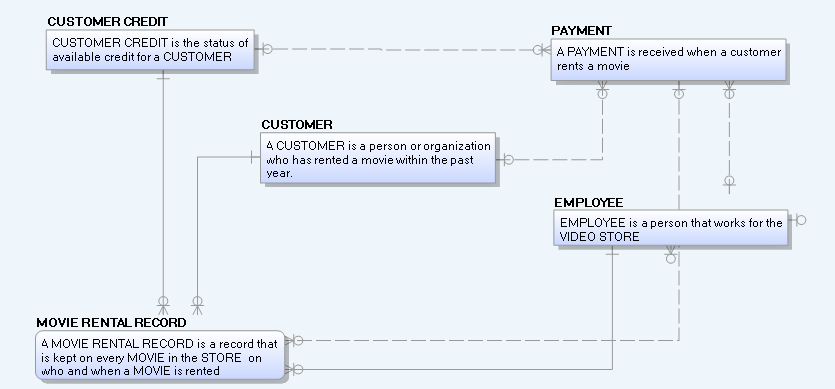 CUSTOMER CREDIT
CUSTOMER CREDIT is the status of
available credit for a CUSTOMER
PAYMENT
A PAYMENT is received when a customer
rents a movie
CUSTOMER
A CUSTOMER is a person or organization
who has rented a movie within the past
year.
EMPLOYEE
EMPLOYEE is a person that works for the
VIDEO STORE
MOVIE RENTAL RECORD
A MOVIE RENTAL RECORD is a record that
is kept on every MOVIE in the STORE on
who and when a MOVIE is rented